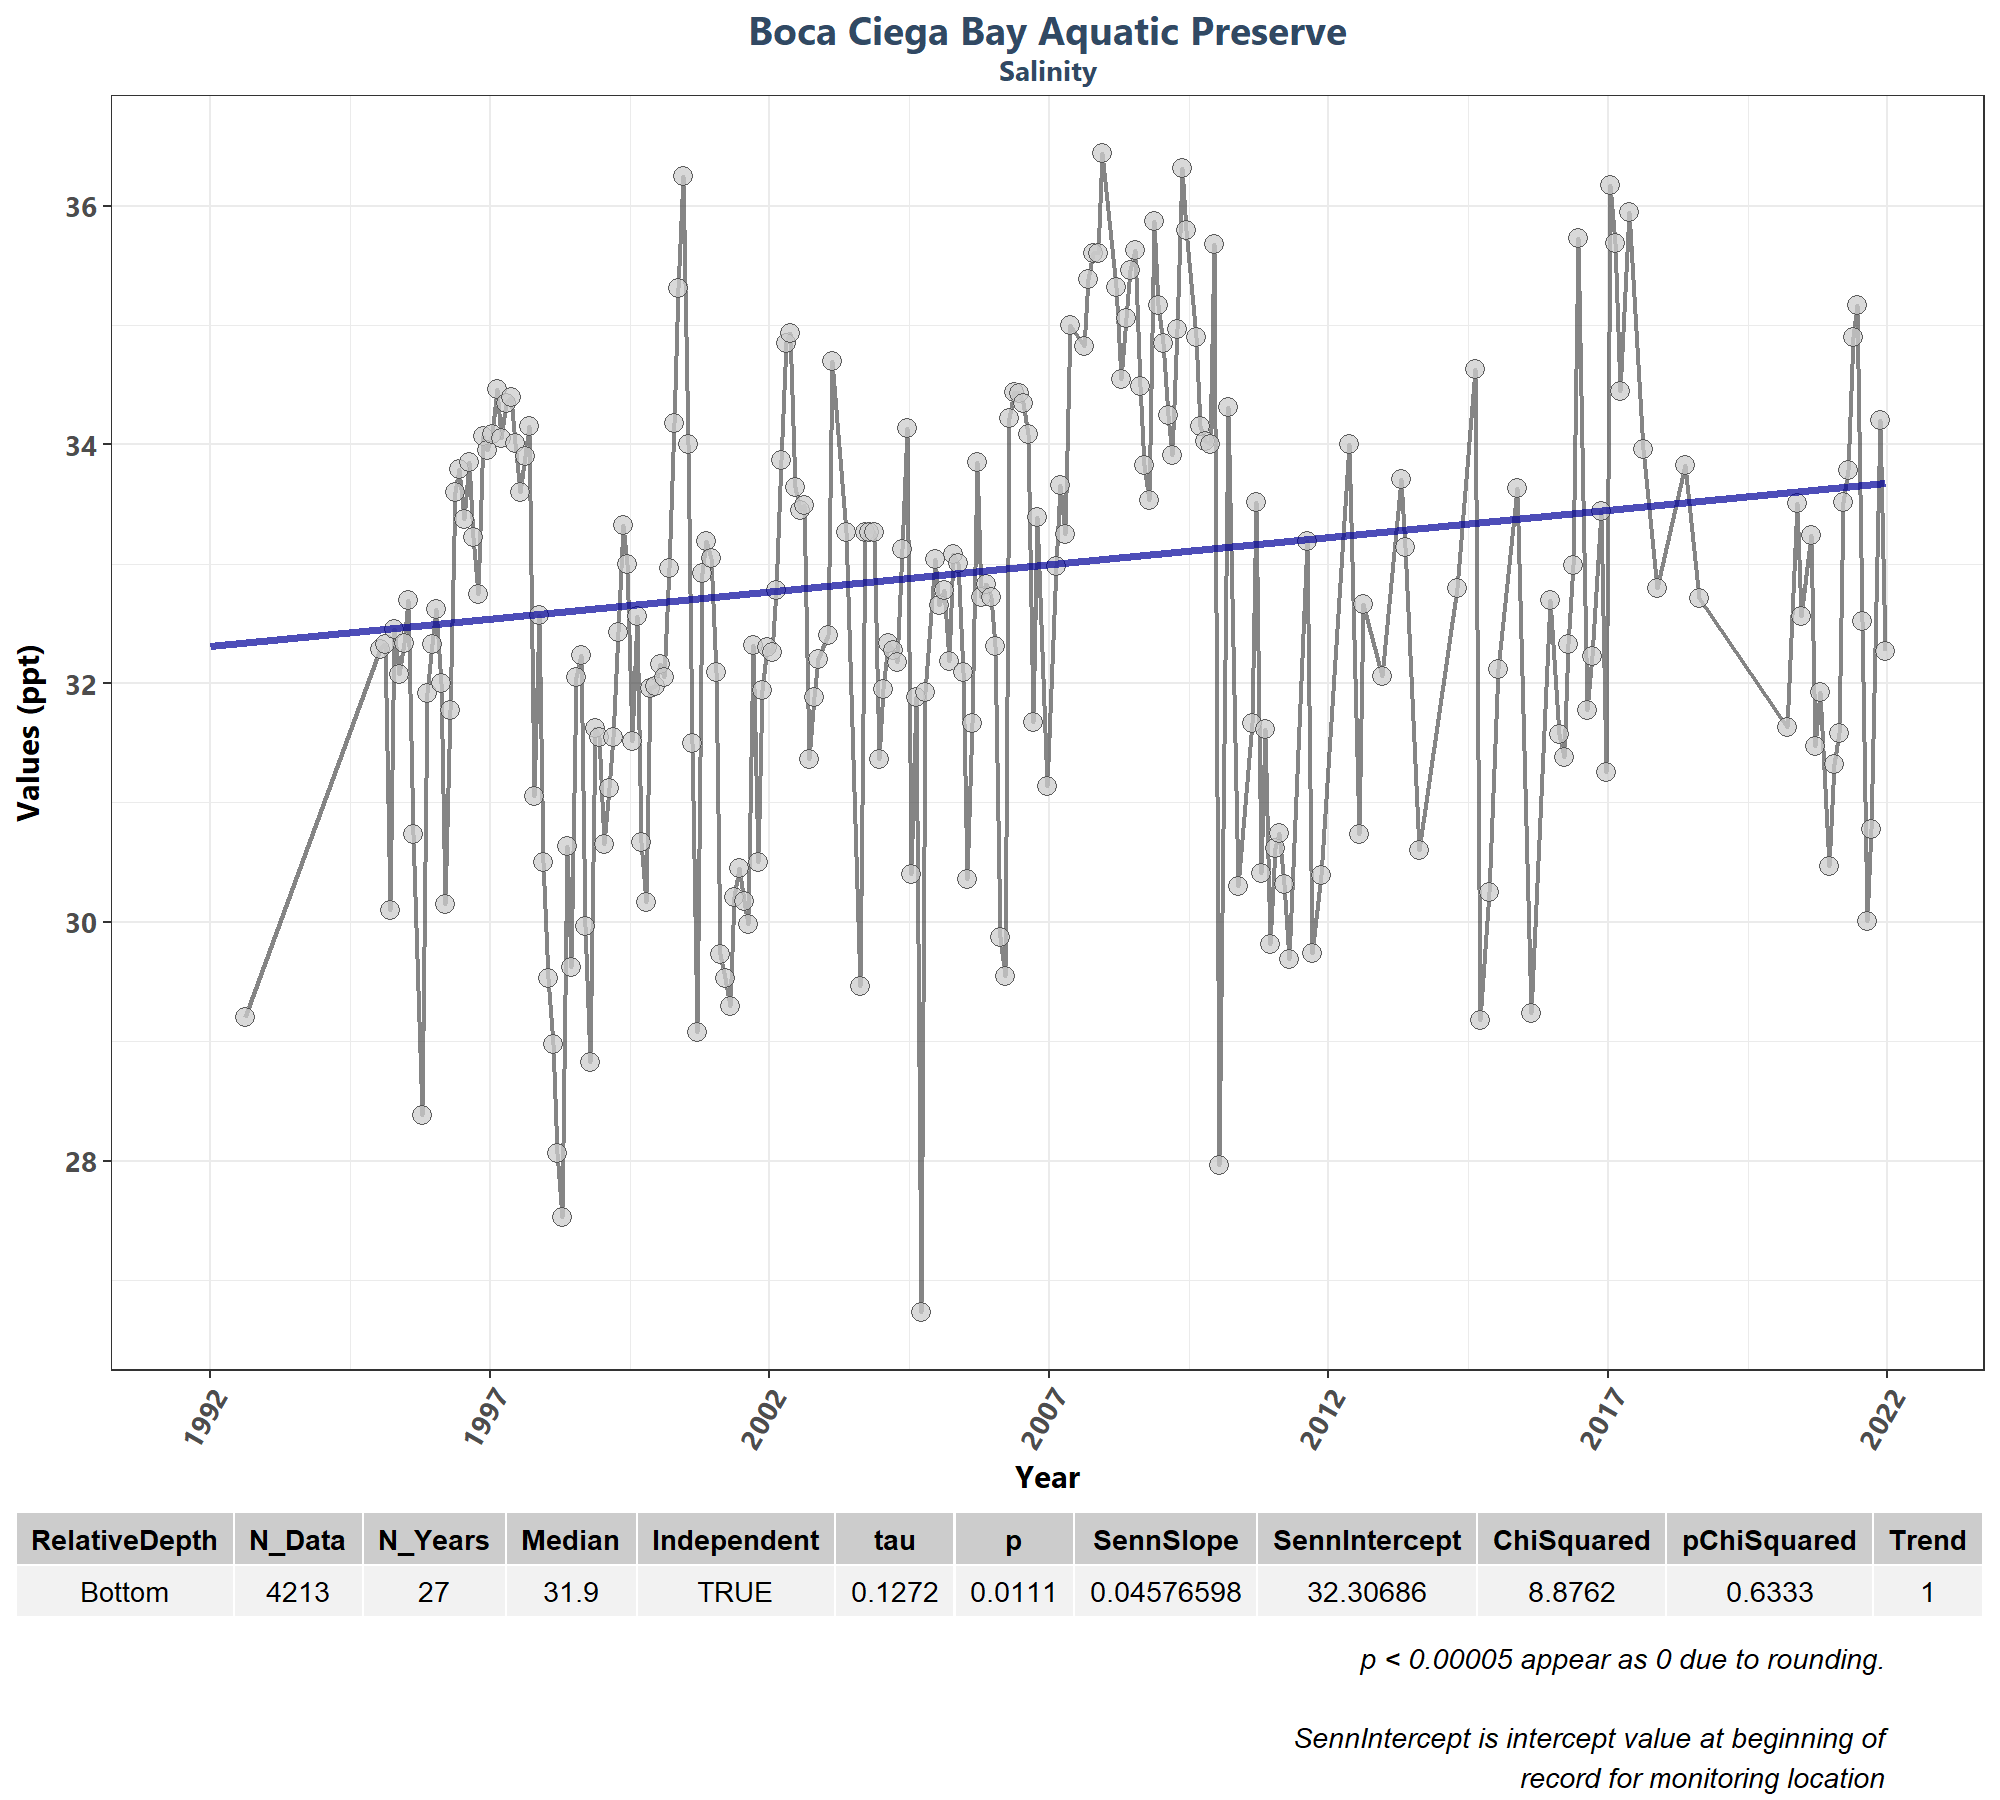 Boca Ciega Bay Aquatic Preserve
Salinity
Values (ppt)
36
34
32
30
28
1992 1997 2002 2007 2012 2017 2022
Year
RelativeDepth N_Data N_Years Median Independent tau p SennSlope SennIntercept ChiSquared pChiSquared Trend
Bottom 4213 27 31.9 TRUE 0.1272 0.0111 0.04576598 32.30686 8.8762 0.6333 1
p < 0.00005 appear as 0 due to rounding.
SennIntercept is intercept value at beginning of
record for monitoring location